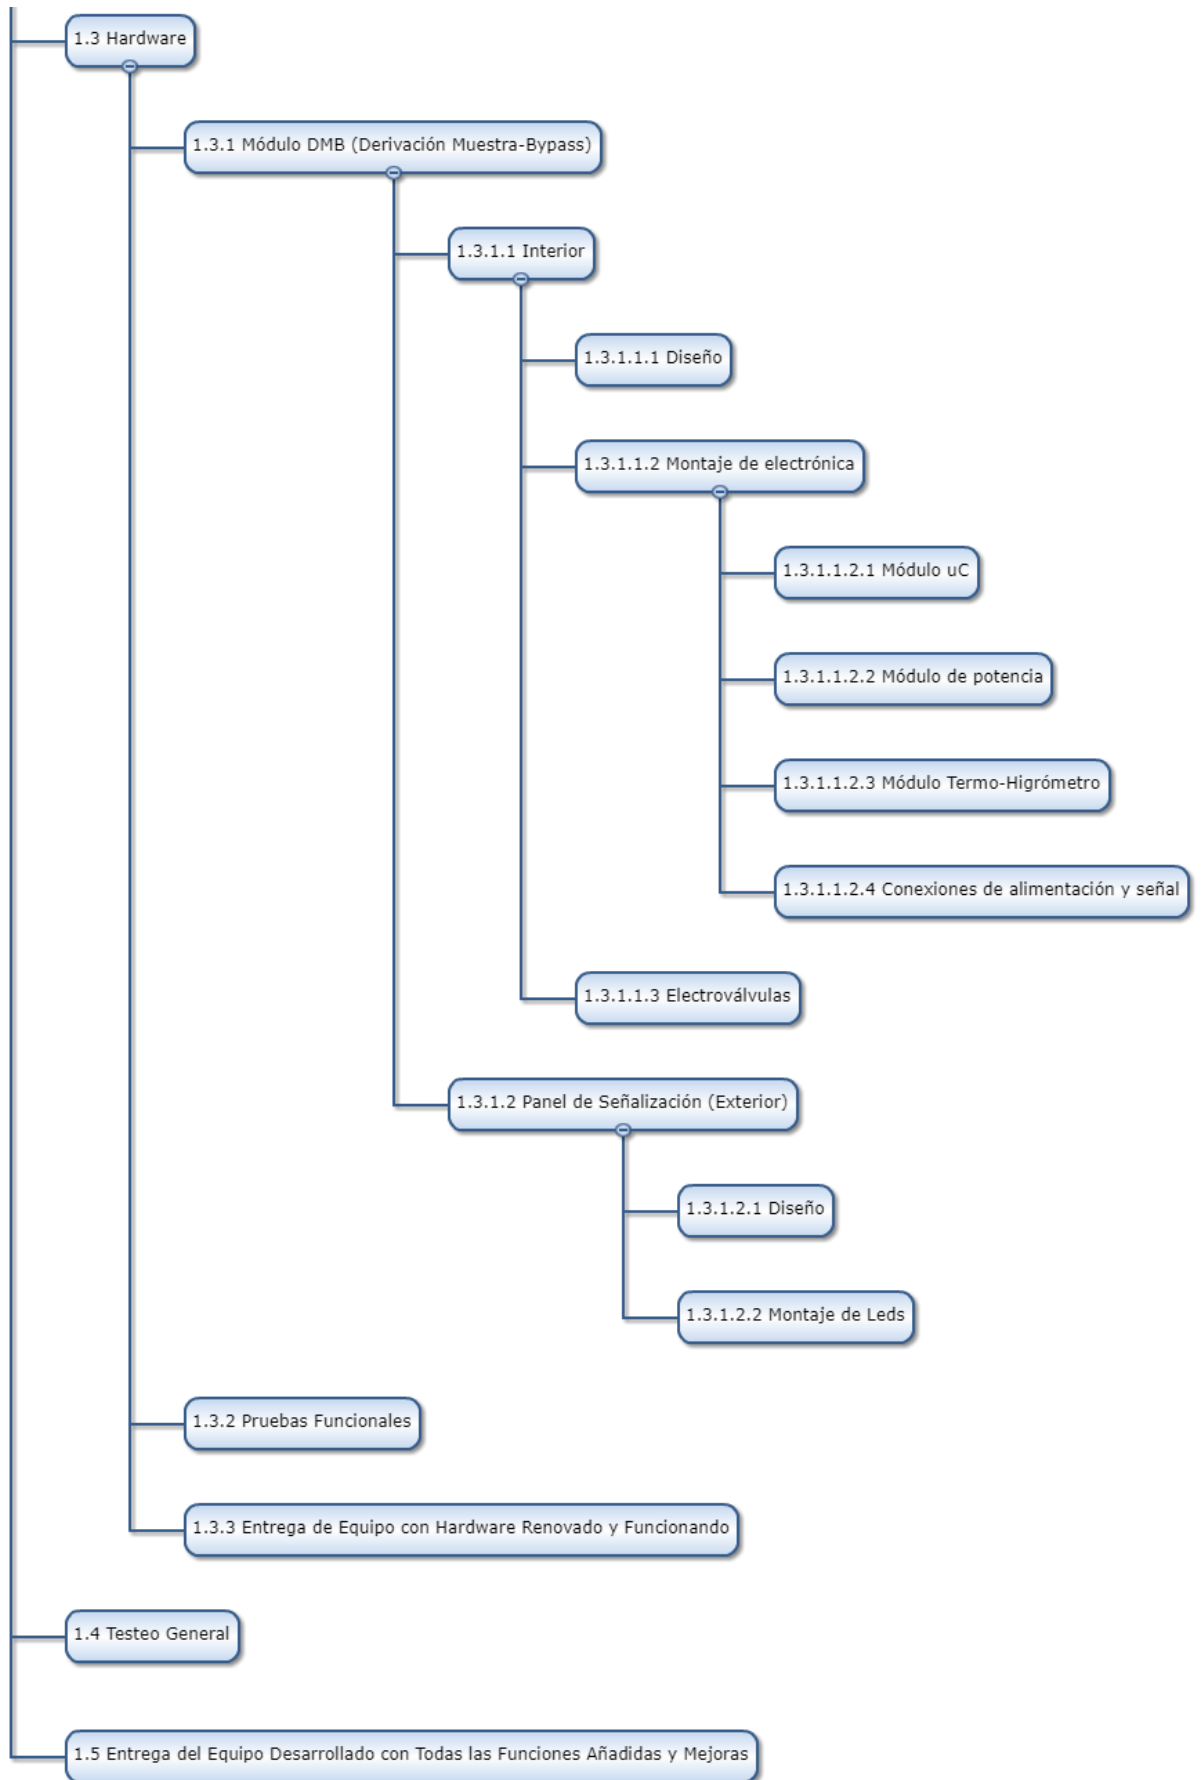 1.3 Hardware
1.3.1 Módulo DMB (Derivación Muestra-Bypass)
1.3.1.1 Interior
1.3.1.1.1 Diseño
1.3.1.1.2 Montaje de electrónica
1.3.1.1.2.1 Módulo uC
1.3.1.1.2.2 Módulo de potencia
1.3.1.1.2.3 Módulo Termo-Higrómetro
1.3.1.1.2.4 Conexiones de alimentación y señal
1.3.1.1.3 Electroválvulas
1.3.1.2 Panel de Señalización (Exterior)
1.3.1.2.1 Diseño
1.3.1.2.2 Montaje de Leds
1.3.2 Pruebas Funcionales
1.3.3 Entrega de Equipo con Hardware Renovado y Funcionando
1.4 Testeo General
1.5 Entrega del Equipo Desarrollado con Todas las Funciones Añadidas y Mejoras